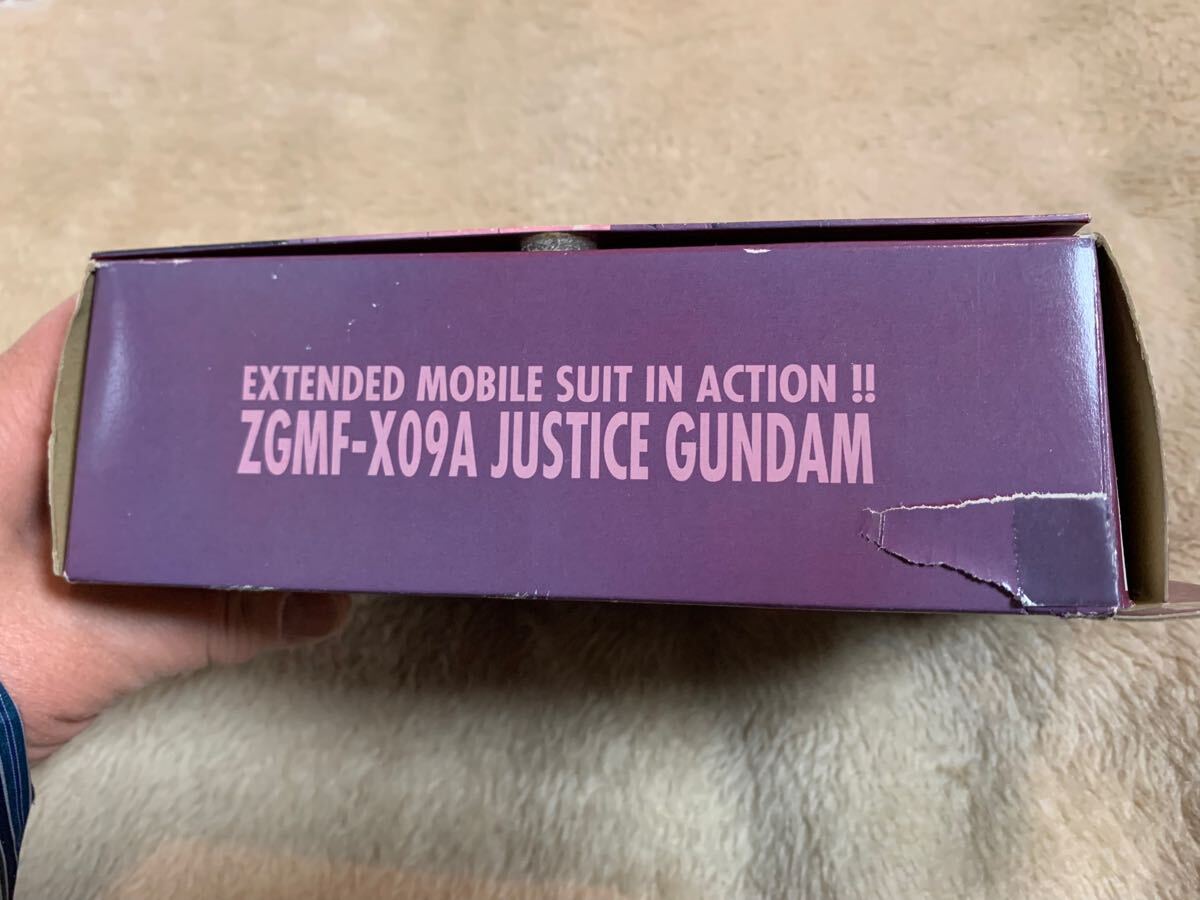 EXTENDED MOBILE SUIT IN ACTION !!
ZGMF-X09A JUSTICE GUNDAM